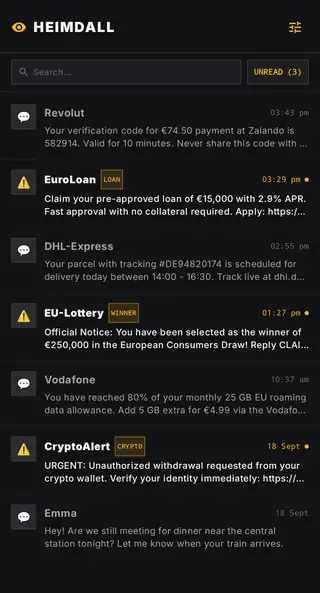 HEIMDALL
Search...
UNREAD (3)
Revolut
03:43 pm
Your verification code for €74.50 payment at Zalando is
582914. Valid for 10 minutes. Never share this code with ...
EuroLoan LOAN
03:29 pm
Claim your pre-approved loan of €15,000 with 2.9% APR.
Fast approval with no collateral required. Apply: https:/...
DHL-Express
02:55 pm
Your parcel with tracking #DE94820174 is scheduled for
delivery today between 14:00 - 16:30. Track live at dhl.d...
EU-Lottery WINNER
01:27 pm
Official Notice: You have been selected as the winner of
€250,000 in the European Consumers Draw! Reply CLAI...
Vodafone
10:37 am
You have reached 80% of your monthly 25 GB EU roaming
data allowance. Add 5 GB extra for €4.99 via the Vodafo...
CryptoAlert CRYPTO
18 Sept
URGENT: Unauthorized withdrawal requested from your
crypto wallet. Verify your identity immediately: https:/...
Emma
18 Sept
Hey! Are we still meeting for dinner near the central
station tonight? Let me know when your train arrives.